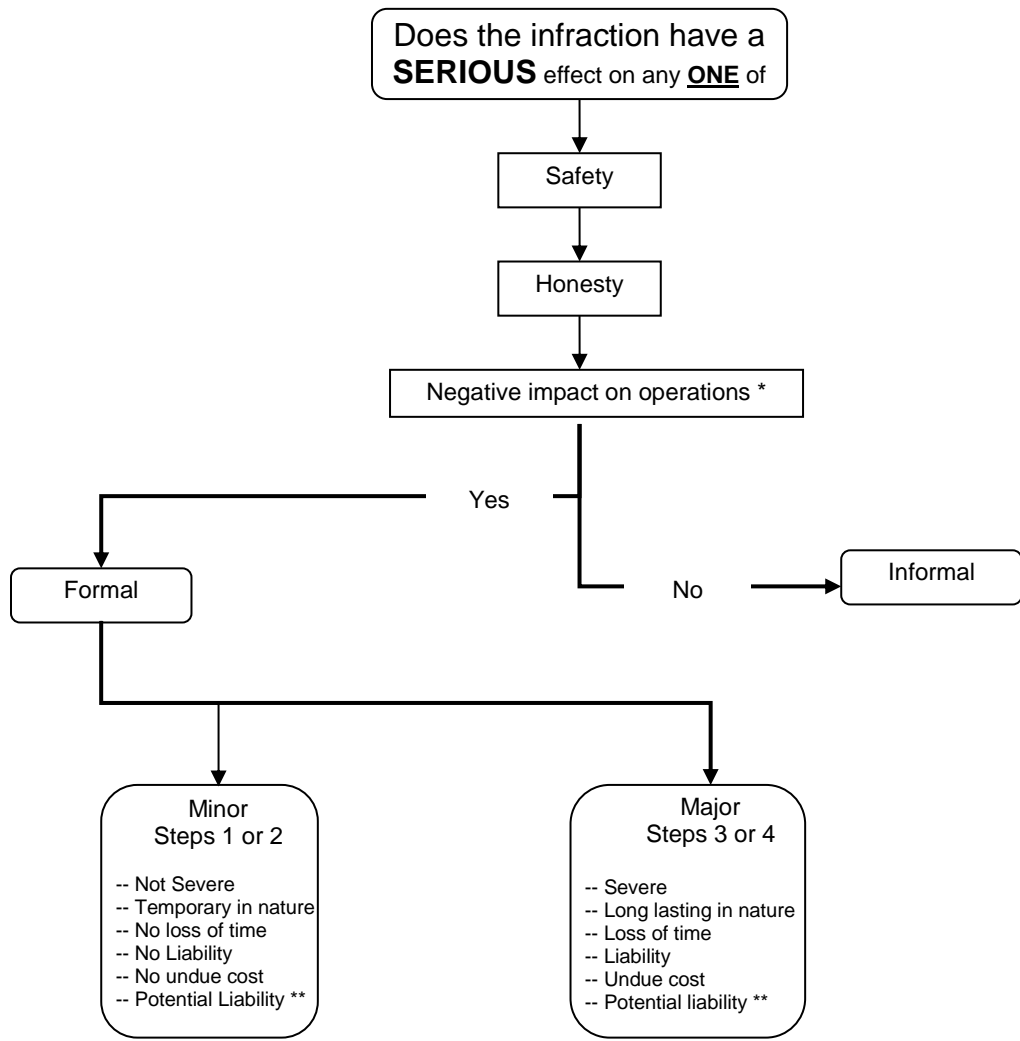 Does the infraction have a
SERIOUS effect on any ONE of
Safety
Honesty
Negative impact on operations *
Yes
No
Informal
Formal
Minor
Steps 1 or 2
-- Not Severe
-- Temporary in nature
-- No loss of time
-- No Liability
-- No undue cost
-- Potential Liability **
Major
Steps 3 or 4
-- Severe
-- Long lasting in nature
-- Loss of time
-- Liability
-- Undue cost
-- Potential liability **